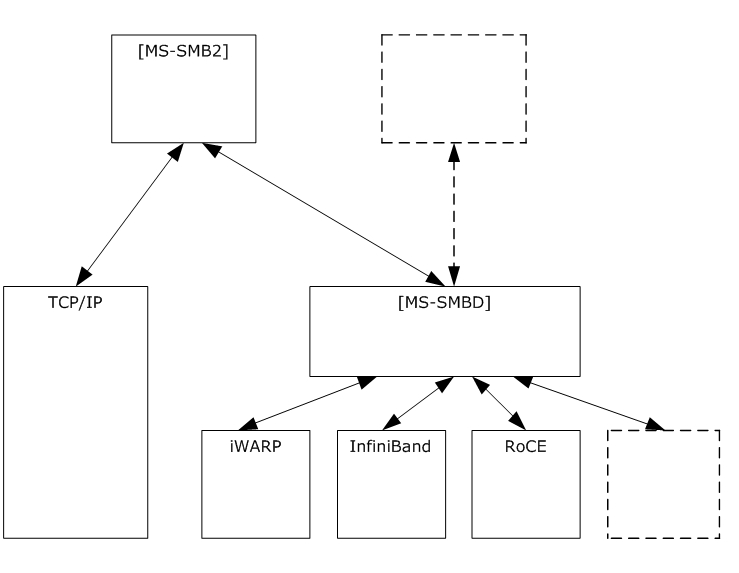 [MS-SMB2]
TCP/IP
[MS-SMBD]
iWARP
InfiniBand
RoCE